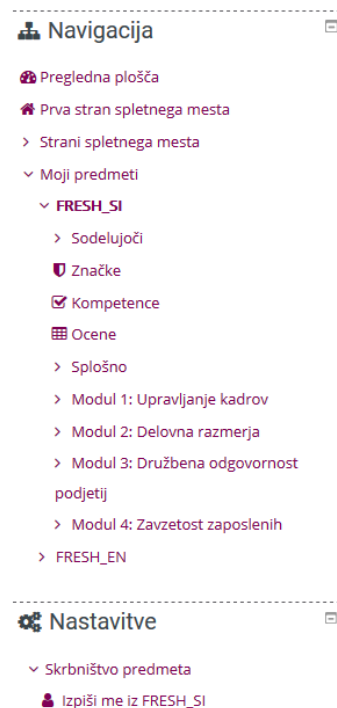 Navigacija
Pregledna plošča
Prva stran spletnega mesta
Strani spletnega mesta
Moji predmeti
FRESH_SI
Sodelujoči
Značke
Kompetence
Ocene
Splošno
Modul 1: Upravljanje kadrov
Modul 2: Delovna razmerja
Modul 3: Družbena odgovornost
podjetij
Modul 4: Zavzetost zaposlenih
FRESH_EN
Nastavitve
Skrbništvo predmeta
Izpiši me iz FRESH_SI